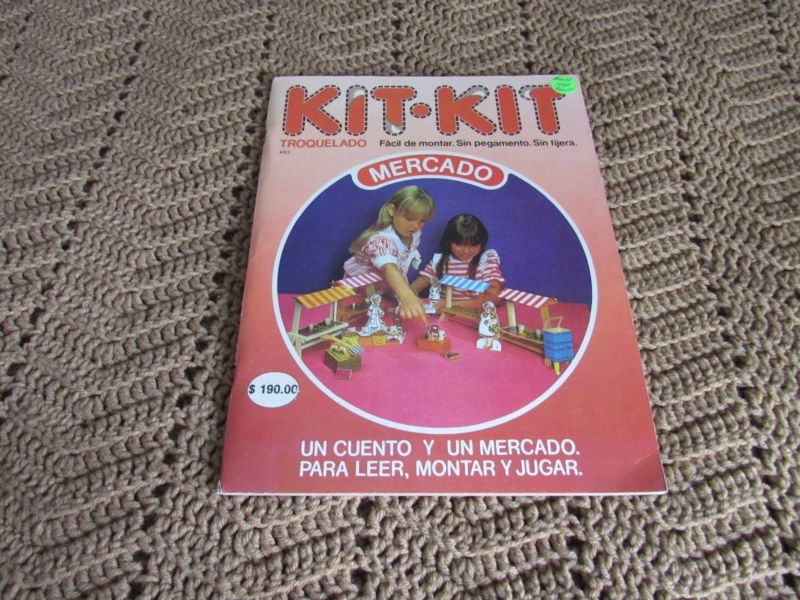 KIT·KIT
TROQUELADO Fácil de montar. Sin pegamento. Sin tijera.
MERCADO
$ 190.00
UN CUENTO Y UN MERCADO.
PARA LEER, MONTAR Y JUGAR.